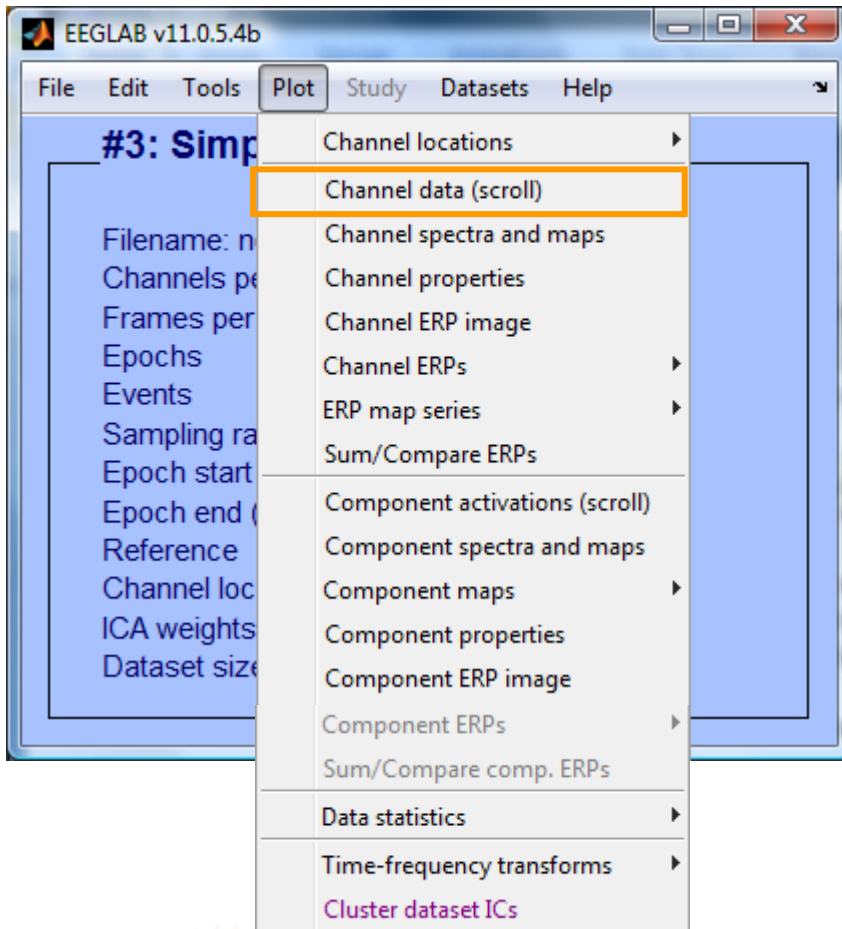 EEGLAB v11.0.5.4b
File Edit Tools Plot Study Datasets Help
#3: Simp
Filename: n
Channels pe
Frames per
Epochs
Events
Sampling ra
Epoch start
Epoch end (
Reference
Channel loc
ICA weights
Dataset size
Channel locations
Channel data (scroll)
Channel spectra and maps
Channel properties
Channel ERP image
Channel ERPs
ERP map series
Sum/Compare ERPs
Component activations (scroll)
Component spectra and maps
Component maps
Component properties
Component ERP image
Component ERPs
Sum/Compare comp. ERPs
Data statistics
Time-frequency transforms
Cluster dataset ICs